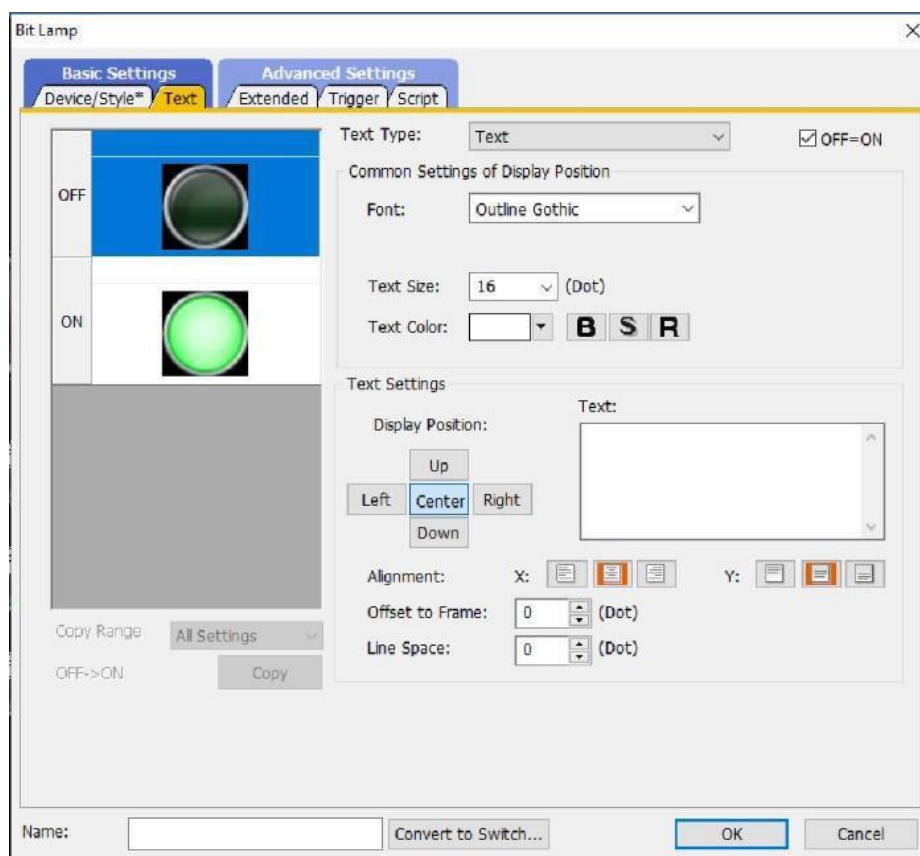 Bit Lamp
Basic Settings
Advanced Settings
Device/Style*
Text
Extended
Trigger
Script
OFF
ON
Text Type:
Text
OFF=ON
Common Settings of Display Position
Font:
Outline Gothic
Text Size:
16
(Dot)
Text Color:
B
S
R
Text Settings
Display Position:
Text:
Up
Left
Center
Right
Down
Alignment:
X:
Y:
Offset to Frame:
0
(Dot)
Line Space:
0
(Dot)
Copy Range
All Settings
OFF->ON
Copy
Name:
Convert to Switch...
OK
Cancel